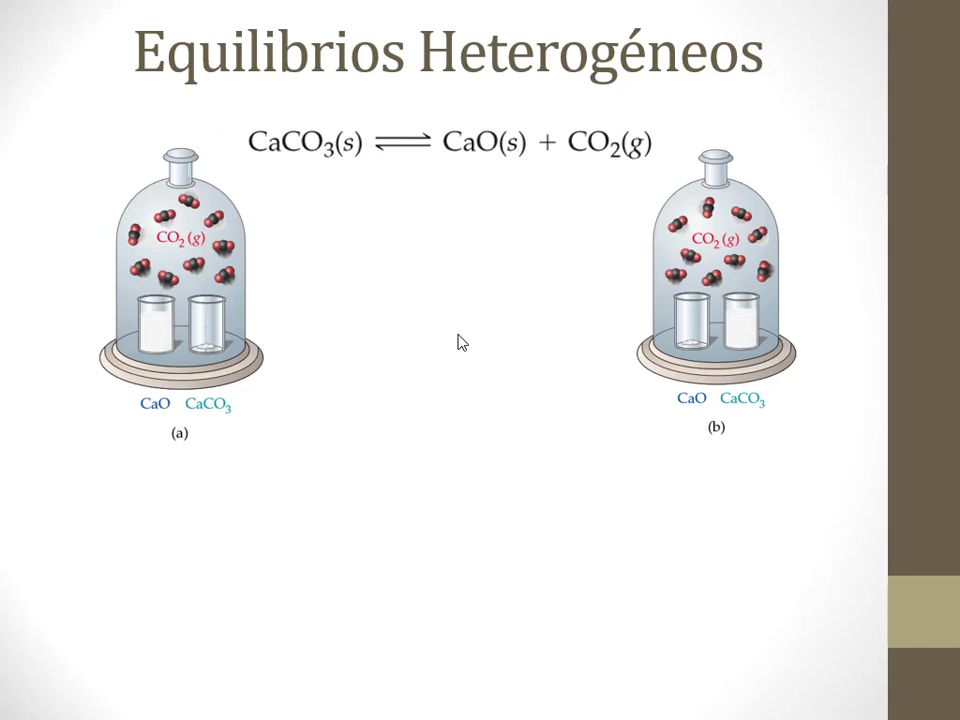 Equilibrios Heterogéneos
CaCO₃(s) ⇌ CaO(s) + CO₂(g)
CO₂(g)
CO₂(g)
CaO CaCO₃
CaO CaCO₃
(a)
(b)